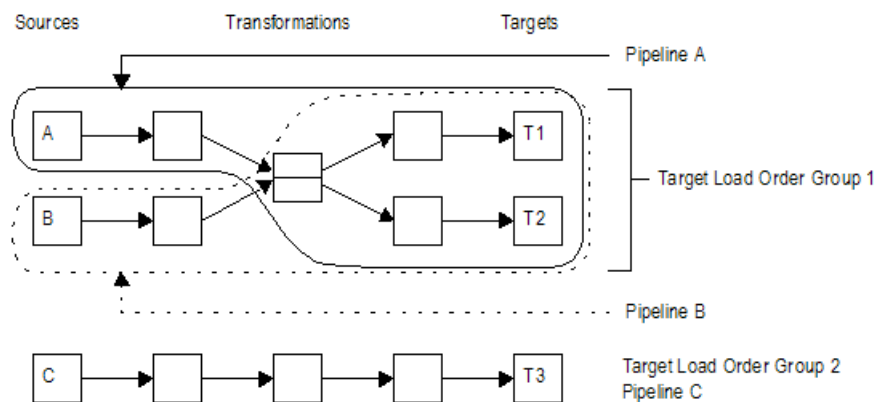 Sources Transformations Targets
Pipeline A
A T1
Target Load Order Group 1
B T2
Pipeline B
C T3
Target Load Order Group 2
Pipeline C